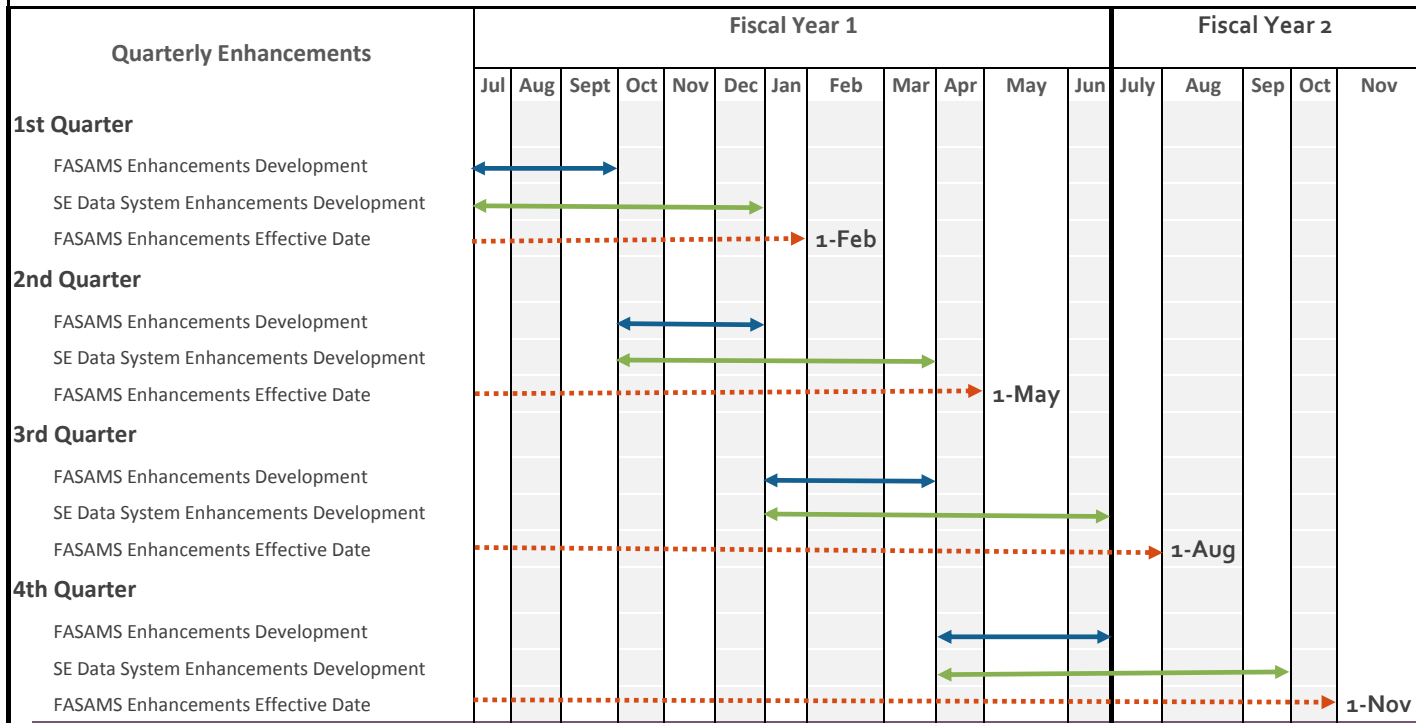 Quarterly Enhancements
Fiscal Year 1
Fiscal Year 2
Jul Aug Sept Oct Nov Dec Jan Feb Mar Apr May Jun July Aug Sep Oct Nov
1st Quarter
FASAMS Enhancements Development
SE Data System Enhancements Development
FASAMS Enhancements Effective Date 1-Feb
2nd Quarter
FASAMS Enhancements Development
SE Data System Enhancements Development
FASAMS Enhancements Effective Date 1-May
3rd Quarter
FASAMS Enhancements Development
SE Data System Enhancements Development
FASAMS Enhancements Effective Date 1-Aug
4th Quarter
FASAMS Enhancements Development
SE Data System Enhancements Development
FASAMS Enhancements Effective Date 1-Nov